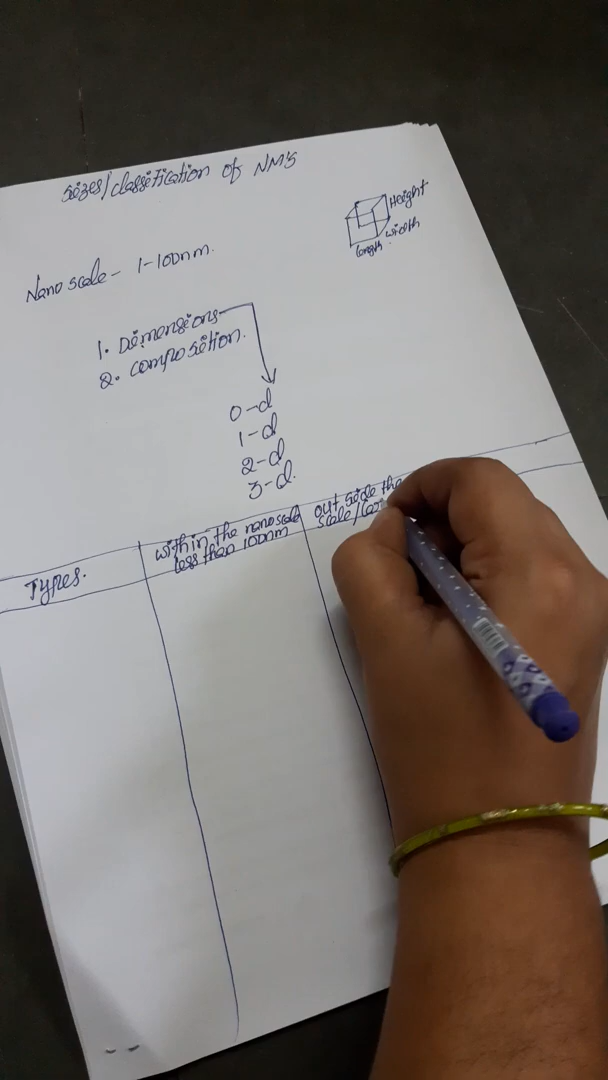 sizes/classification of NM's
Height
width
length.
Nano scale - 1-100nm.
1. Dimensions
2. composition.
0-d
1-d
2-d
3-d.
Types.
within the nanoscale
less than 100nm
out side the
scale/